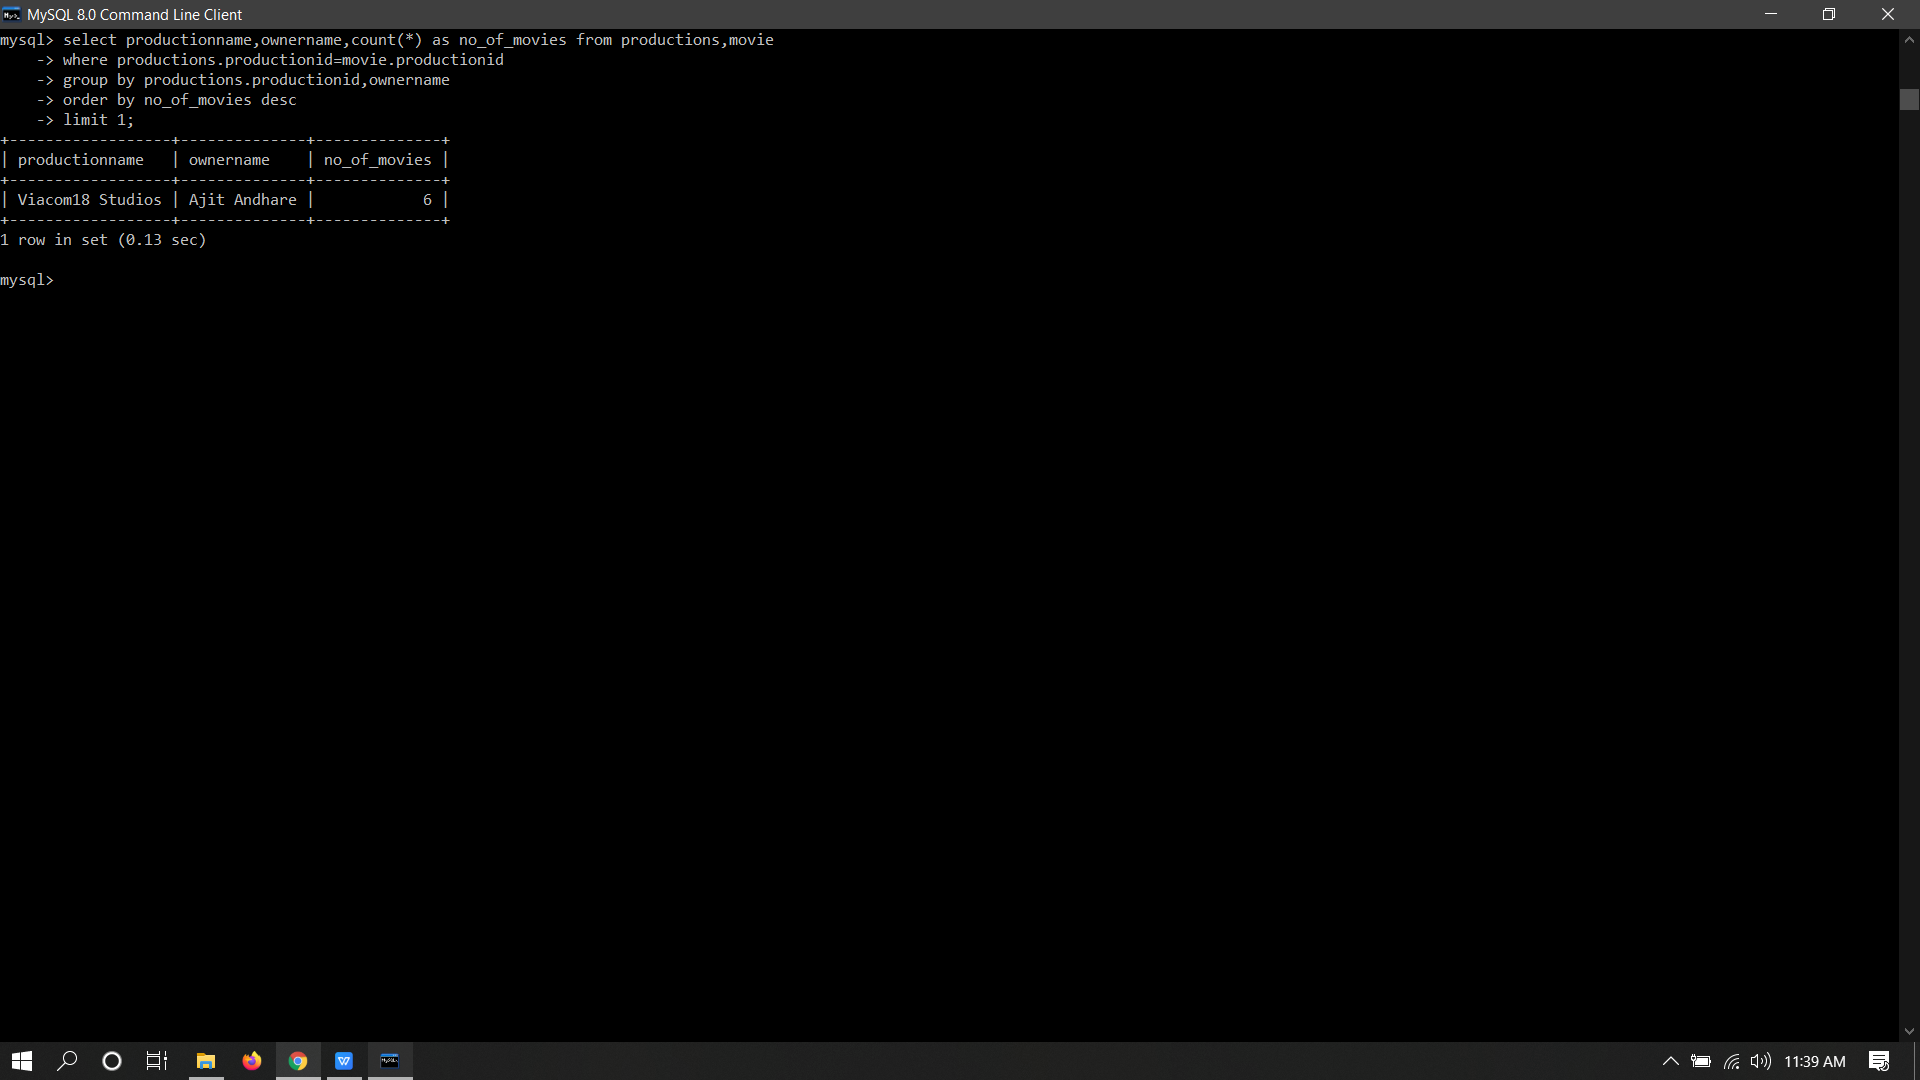 MySQL 8.0 Command Line Client
mysql> select productionname,ownername,count(*) as no_of_movies from productions,movie
    -> where productions.productionid=movie.productionid
    -> group by productions.productionid,ownername
    -> order by no_of_movies desc
    -> limit 1;
+------------------+--------------+--------------+
| productionname   | ownername    | no_of_movies |
+------------------+--------------+--------------+
| Viacom18 Studios | Ajit Andhare |            6 |
+------------------+--------------+--------------+
1 row in set (0.13 sec)
mysql>
11:39 AM